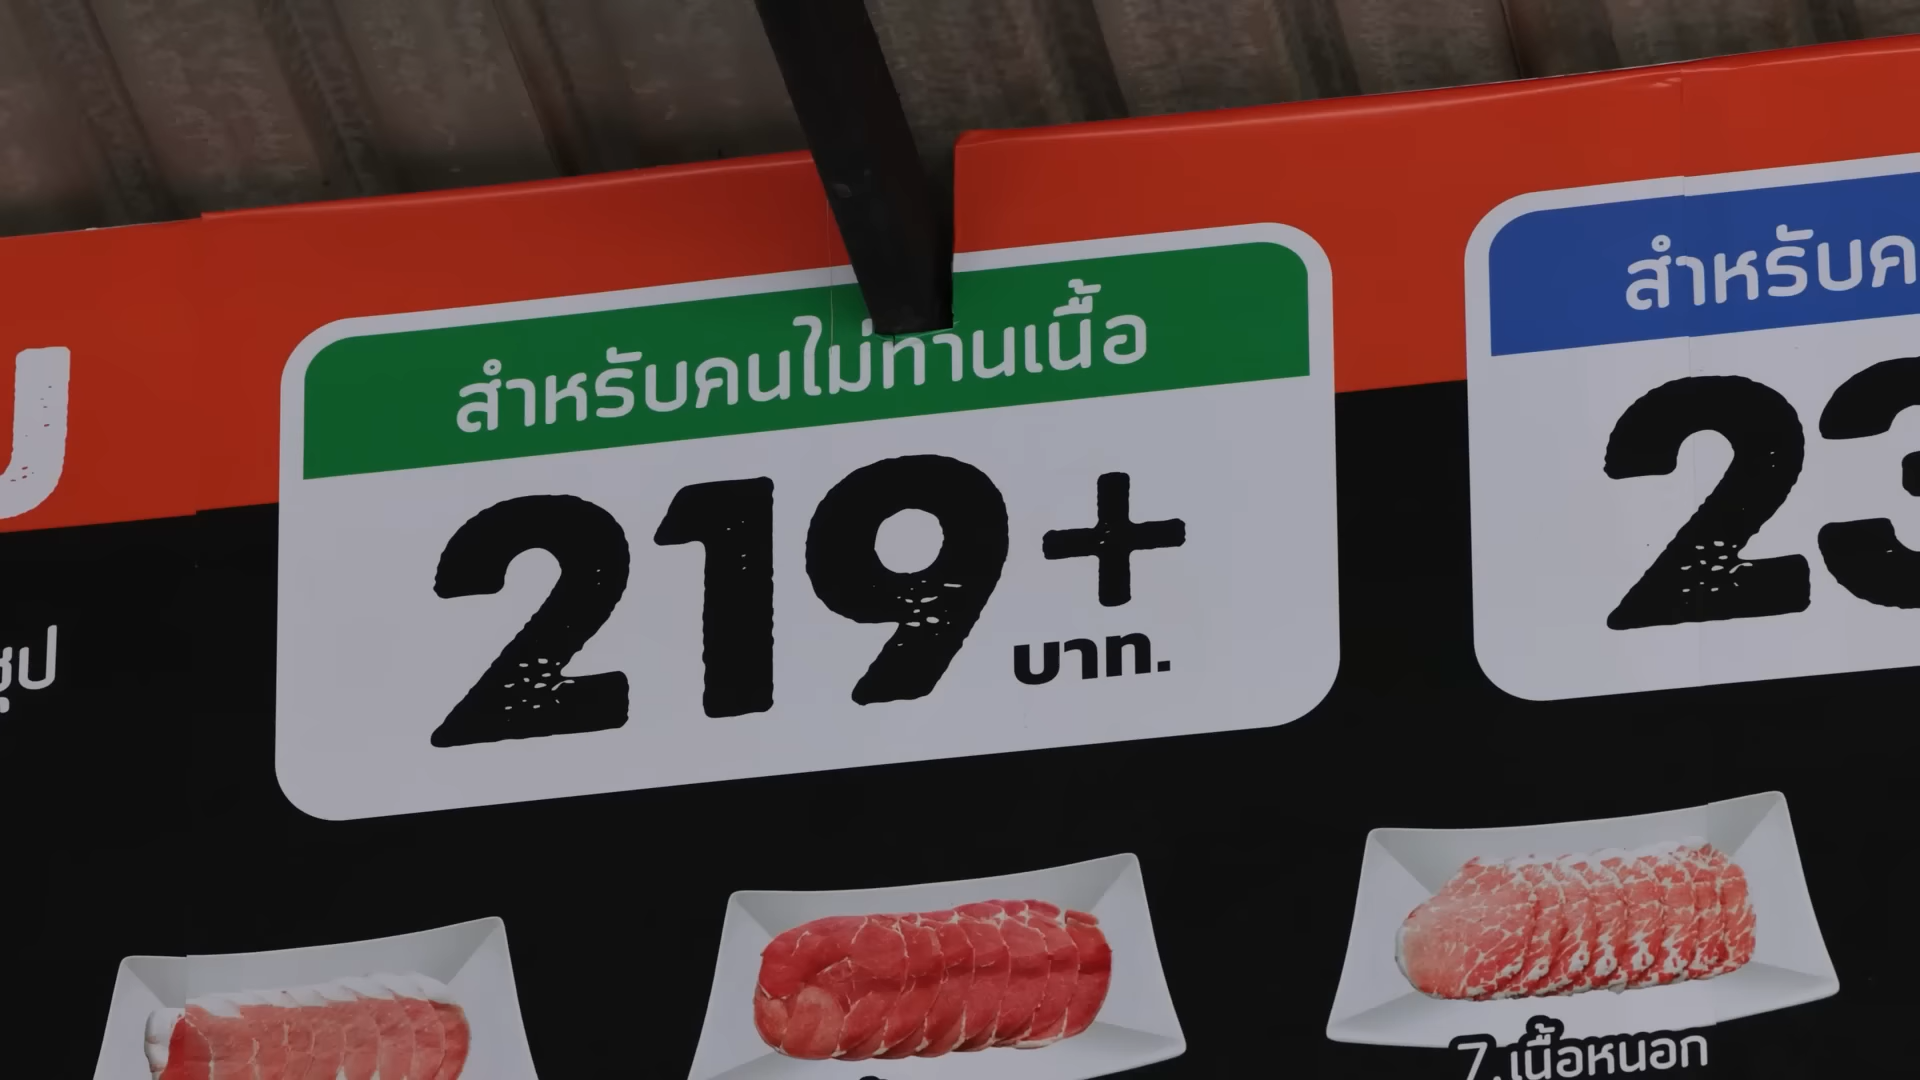 สำหรับคนไม่ทานเนื้อ
219+
บาท.
สำหรับค
23
7.เนื้อหนอก